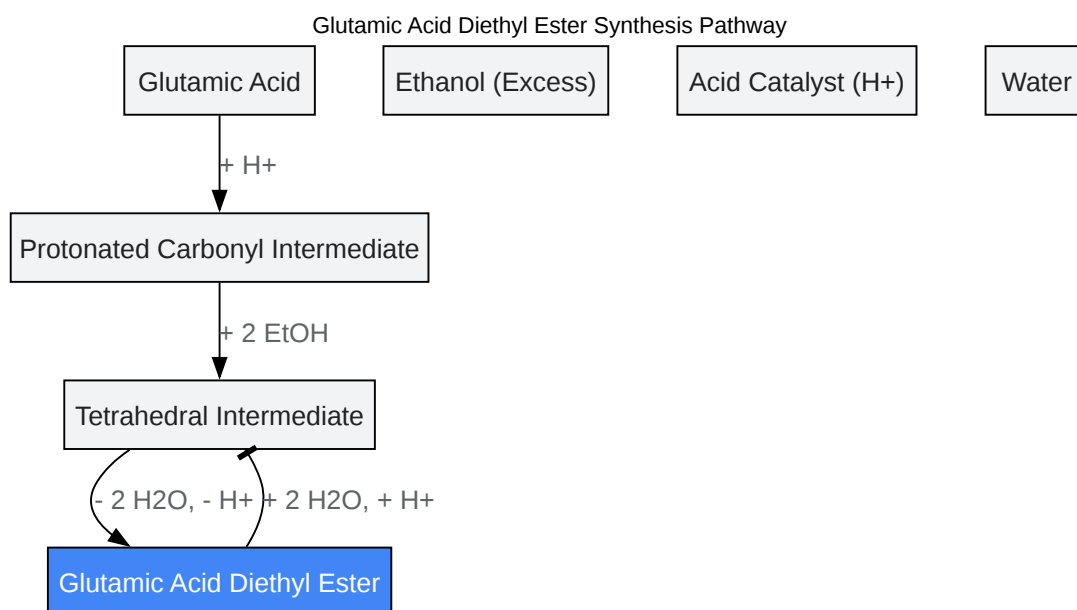 Glutamic Acid Diethyl Ester Synthesis Pathway
Glutamic Acid
Ethanol (Excess)
Acid Catalyst (H+)
Water
+ H+
Protonated Carbonyl Intermediate
+ 2 EtOH
Tetrahedral Intermediate
- 2 H2O, - H+
+ 2 H2O, + H+
Glutamic Acid Diethyl Ester